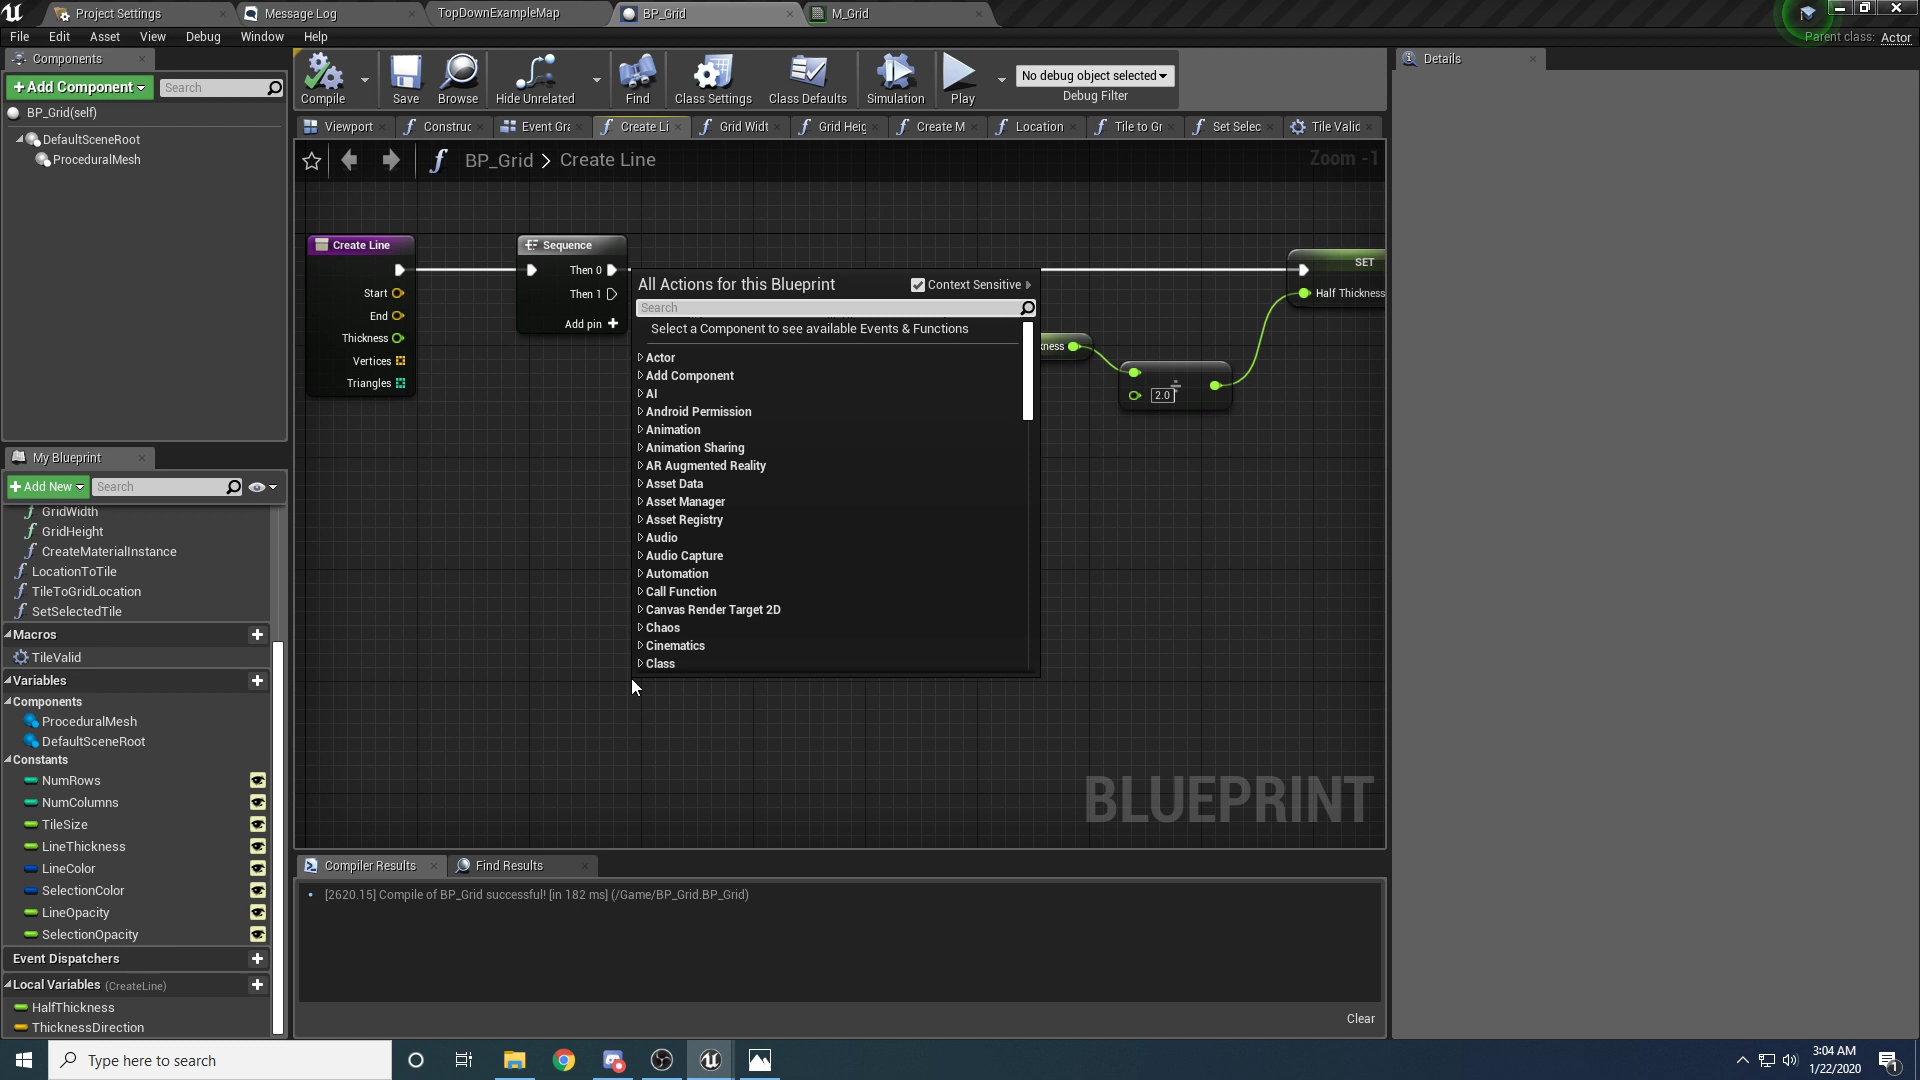 Project Settings
Message Log
TopDownExampleMap
BP_Grid
M_Grid
File Edit Asset View Debug Window Help
Parent class: Actor
Components
+ Add Component
Search
BP_Grid(self)
DefaultSceneRoot
ProceduralMesh
Compile
Save
Browse
Hide Unrelated
Find
Class Settings
Class Defaults
Simulation
Play
No debug object selected
Debug Filter
Details
Viewport
Construc
Event Gra
Create Li
Grid Widt
Grid Heig
Create M
Location
Tile to Gr
Set Selec
Tile Valid
BP_Grid > Create Line
Zoom -1
Create Line
Start
End
Thickness
Vertices
Triangles
Sequence
Then 0
Then 1
Add pin +
All Actions for this Blueprint
Context Sensitive
Search
Select a Component to see available Events & Functions
Actor
Add Component
AI
Android Permission
Animation
Animation Sharing
AR Augmented Reality
Asset Data
Asset Manager
Asset Registry
Audio
Audio Capture
Automation
Call Function
Canvas Render Target 2D
Chaos
Cinematics
Class
kness
÷
2.0
SET
Half Thickness
BLUEPRINT
My Blueprint
+ Add New
Search
GridWidth
GridHeight
CreateMaterialInstance
LocationToTile
TileToGridLocation
SetSelectedTile
Macros
TileValid
Variables
Components
ProceduralMesh
DefaultSceneRoot
Constants
NumRows
NumColumns
TileSize
LineThickness
LineColor
SelectionColor
LineOpacity
SelectionOpacity
Event Dispatchers
Local Variables (CreateLine)
HalfThickness
ThicknessDirection
Compiler Results
Find Results
[2620.15] Compile of BP_Grid successful! [in 182 ms] (/Game/BP_Grid.BP_Grid)
Clear
Type here to search
3:04 AM
1/22/2020
1